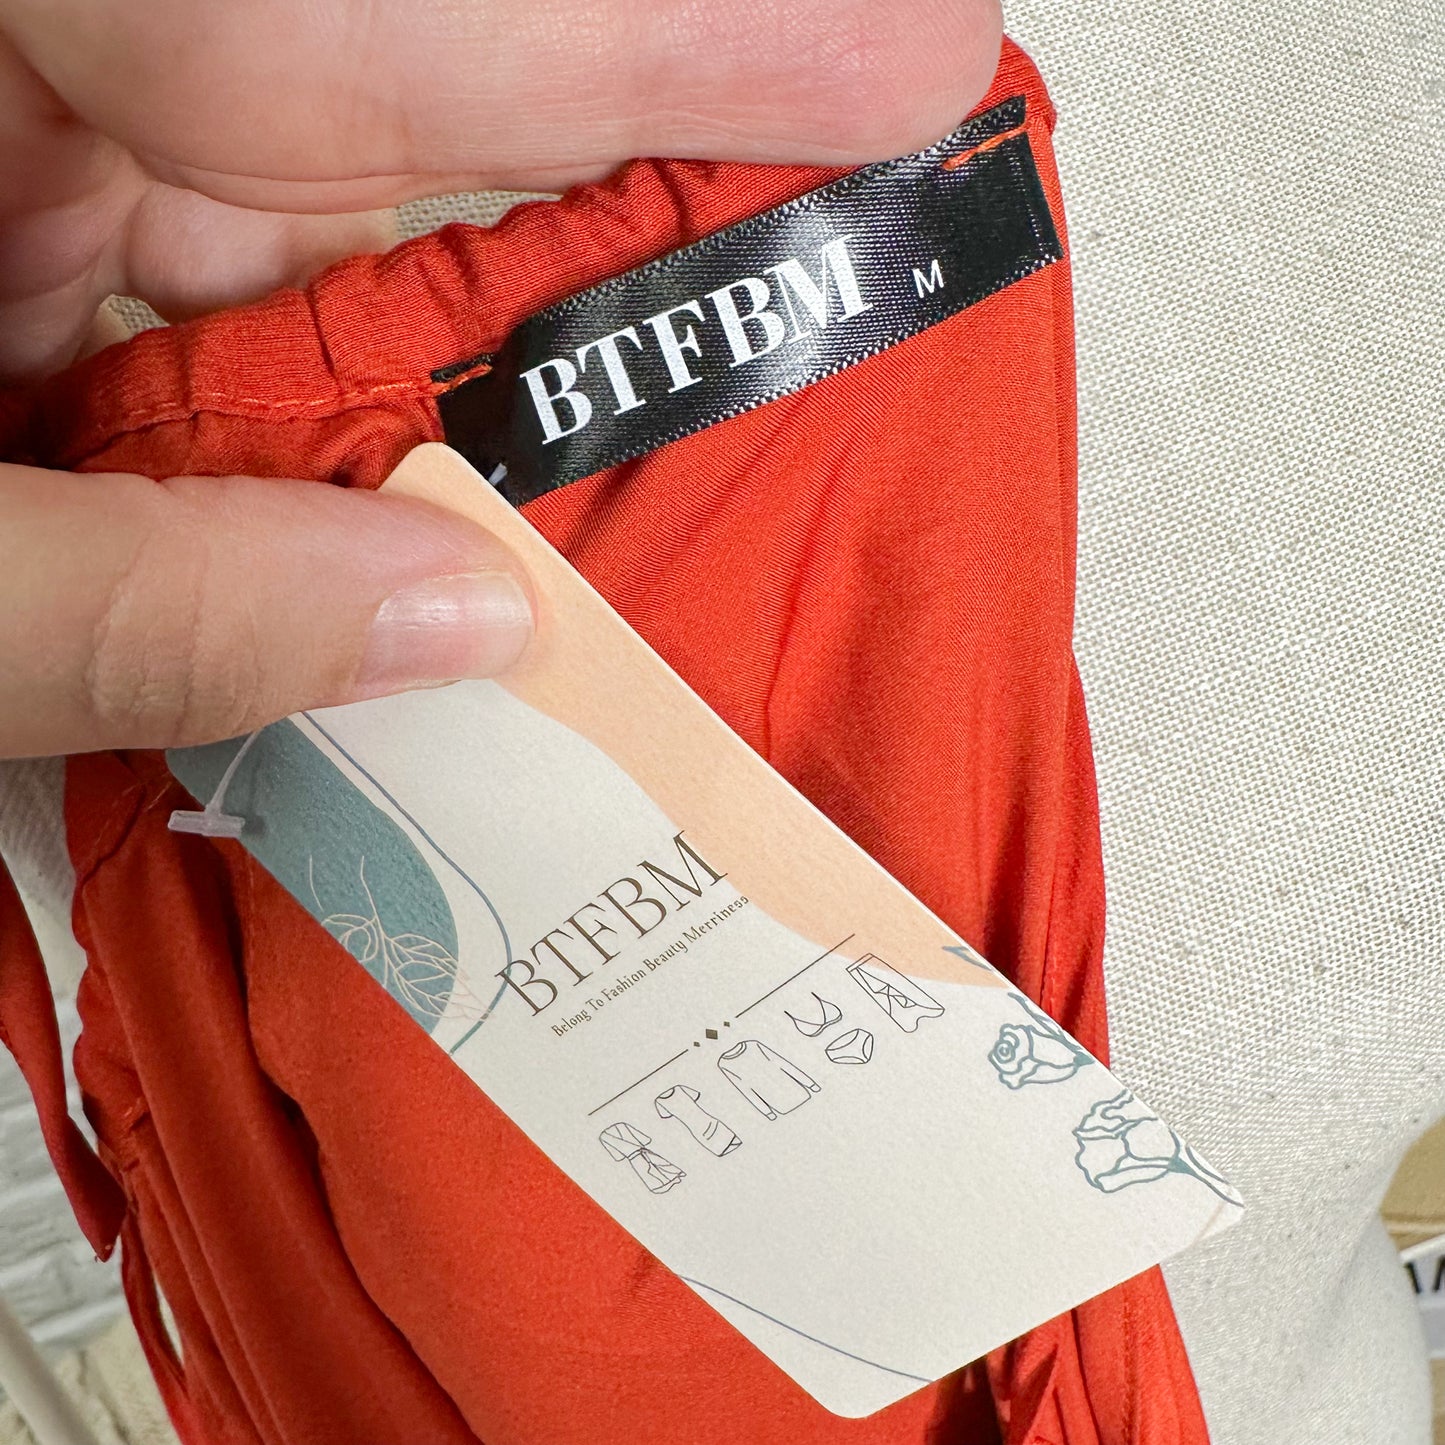 BTFBM M
BTFBM
Belong To Fashion Beauty Merriness